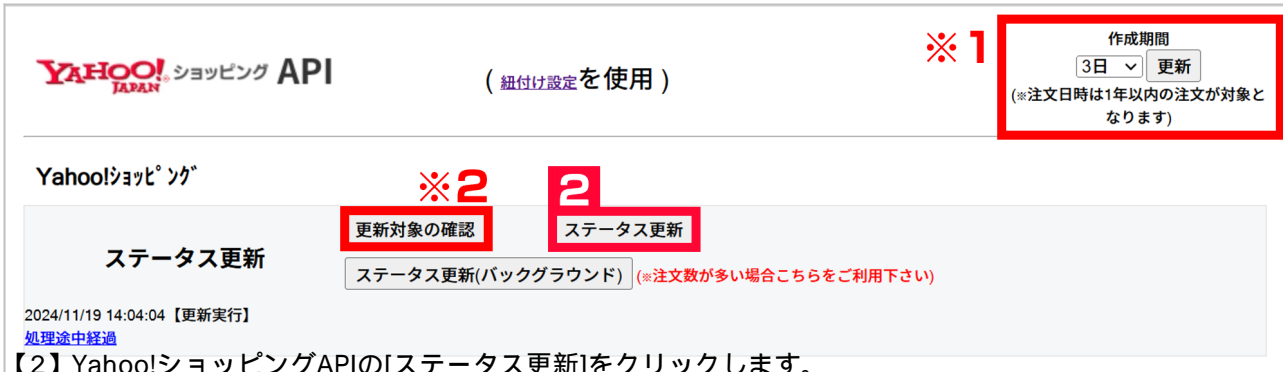 ※1
作成期間
3日 更新
(※注文日時は1年以内の注文が対象と
なります)
YAHOO! JAPAN ショッピング API
( 紐付け設定を使用 )
Yahoo!ｼｮｯﾋﾟﾝｸﾞ
※2 2
更新対象の確認 ステータス更新
ステータス更新
ステータス更新(バックグラウンド) (※注文数が多い場合こちらをご利用下さい)
2024/11/19 14:04:04【更新実行】
処理途中経過
【2】Yahoo!ショッピングAPIの[ステータス更新]をクリックします。